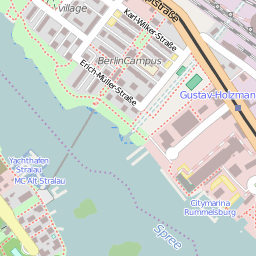 village
Karl-Wilker-Straße
Straße
BerlinCampus
Erich-Müller-Straße
Gustav-Holzman
Yachthafen
Stralau
MC Alt Stralau
Citymarina
Rummelsburg
Spree